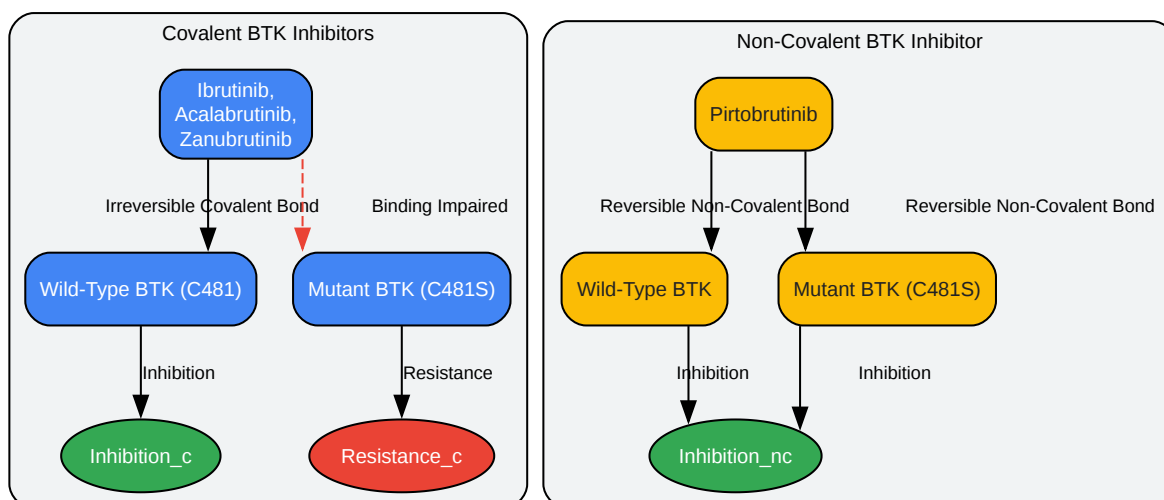 Covalent BTK Inhibitors
Ibrutinib,
Acalabrutinib,
Zanubrutinib
Irreversible Covalent Bond
Binding Impaired
Wild-Type BTK (C481)
Mutant BTK (C481S)
Inhibition
Resistance
Inhibition_c
Resistance_c
Non-Covalent BTK Inhibitor
Pirtobrutinib
Reversible Non-Covalent Bond
Reversible Non-Covalent Bond
Wild-Type BTK
Mutant BTK (C481S)
Inhibition
Inhibition
Inhibition_nc